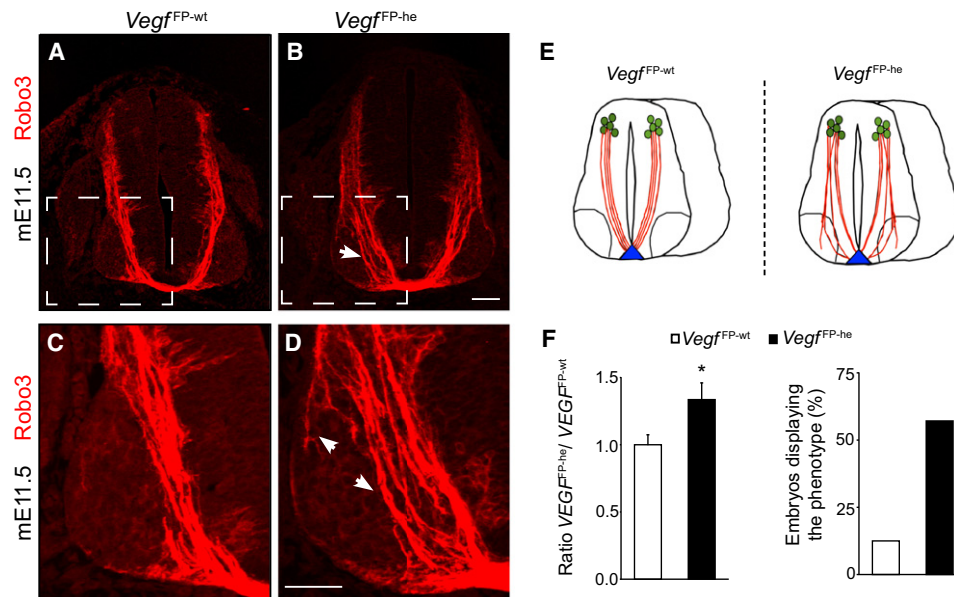 Vegf^FP-wt
Vegf^FP-he
A
B
mE11.5 Robo3
C
D
mE11.5 Robo3
E
Vegf^FP-wt
Vegf^FP-he
F
Vegf^FP-wt
Vegf^FP-he
Ratio VEGF^FP-he/ VEGF^FP-wt
1.5
1.0
0.5
0.0
*
Embryos displaying
the phenotype (%)
75
50
25
0